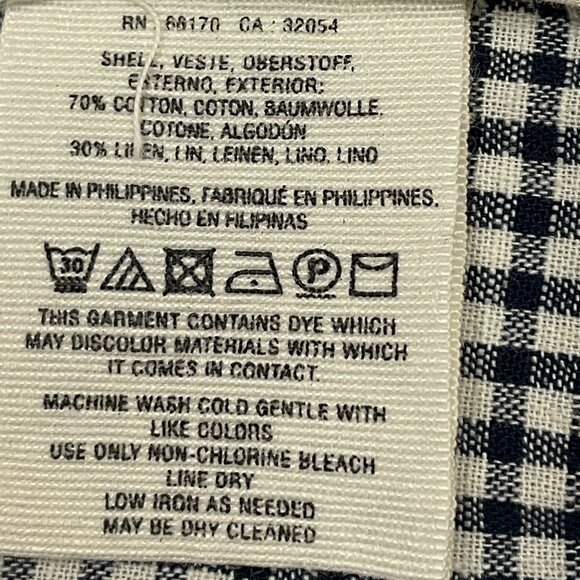 RN 66170 CA : 32054
SHELL, VESTE, OBERSTOFF,
EXTERNO, EXTERIOR:
70% COTTON, COTON, BAUMWOLLE,
COTONE, ALGODÓN
30% LINEN, LIN, LEINEN, LINO, LINO
MADE IN PHILIPPINES, FABRIQUÉ EN PHILIPPINES,
HECHO EN FILIPINAS
30 P
THIS GARMENT CONTAINS DYE WHICH
MAY DISCOLOR MATERIALS WITH WHICH
IT COMES IN CONTACT.
MACHINE WASH COLD GENTLE WITH
LIKE COLORS
USE ONLY NON-CHLORINE BLEACH
LINE DRY
LOW IRON AS NEEDED
MAY BE DRY CLEANED